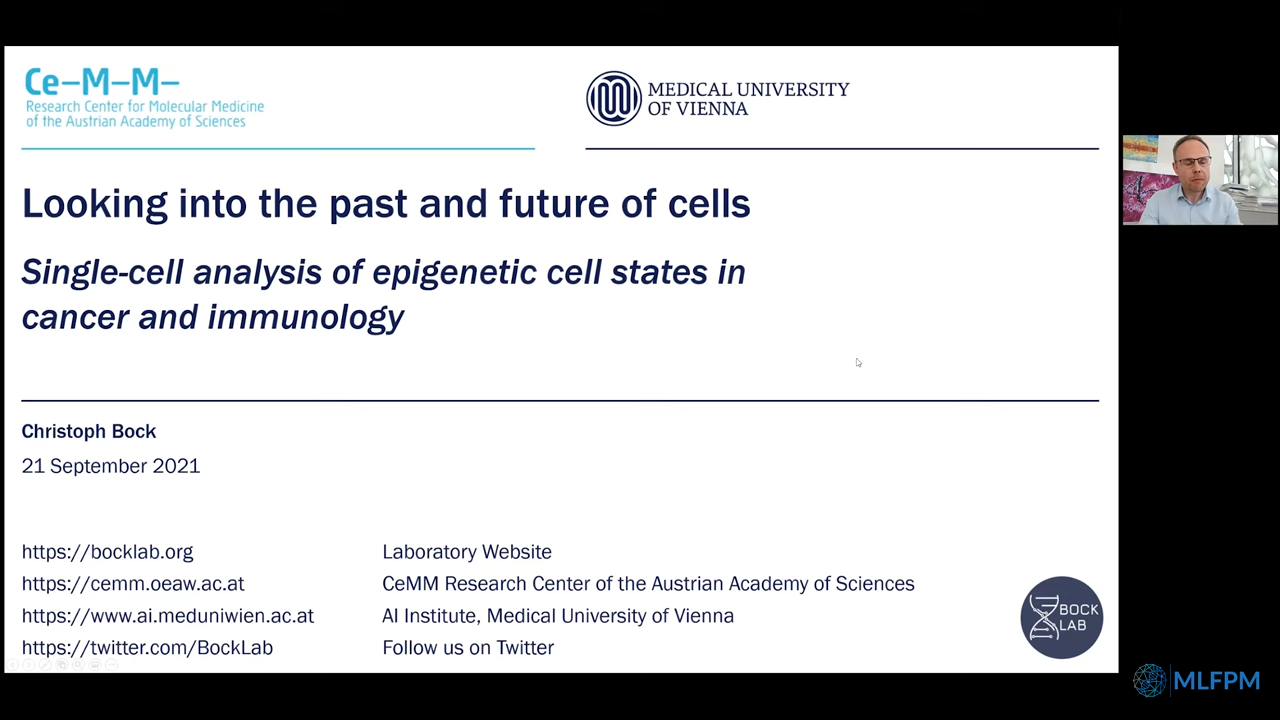 Ce–M–M–
Research Center for Molecular Medicine
of the Austrian Academy of Sciences
MEDICAL UNIVERSITY
OF VIENNA
Looking into the past and future of cells
Single-cell analysis of epigenetic cell states in
cancer and immunology
Christoph Bock
21 September 2021
https://bocklab.org Laboratory Website
https://cemm.oeaw.ac.at CeMM Research Center of the Austrian Academy of Sciences
https://www.ai.meduniwien.ac.at AI Institute, Medical University of Vienna
https://twitter.com/BockLab Follow us on Twitter
BOCK
LAB
MLFPM